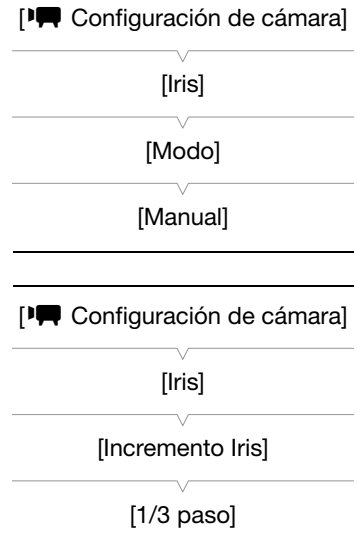 [ Configuración de cámara]
[Iris]
[Modo]
[Manual]
[ Configuración de cámara]
[Iris]
[Incremento Iris]
[1/3 paso]